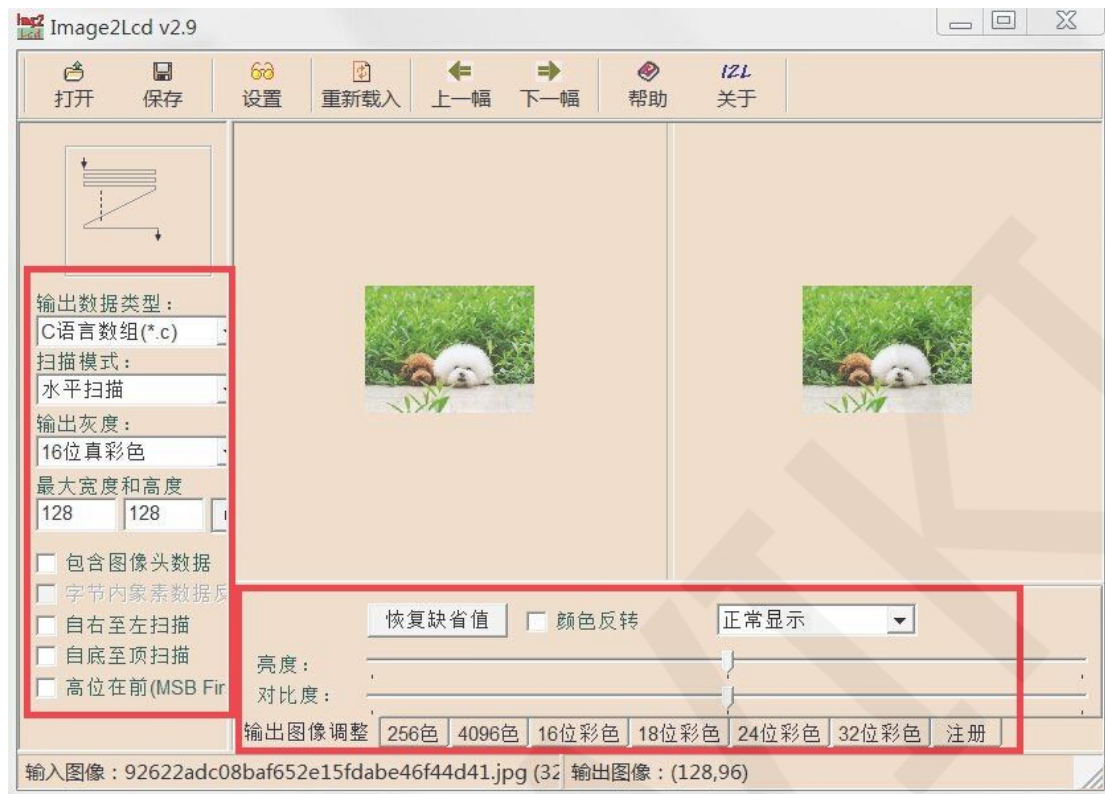 Image2Lcd v2.9
打开 保存 设置 重新载入 上一幅 下一幅 帮助 关于
输出数据类型：
C语言数组(*.c)
扫描模式：
水平扫描
输出灰度：
16位真彩色
最大宽度和高度
128 128
包含图像头数据
字节内象素数据反
自右至左扫描
自底至顶扫描
高位在前(MSB Fir
恢复缺省值 颜色反转 正常显示
亮度：
对比度：
输出图像调整 256色 4096色 16位彩色 18位彩色 24位彩色 32位彩色 注册
输入图像：92622adc08baf652e15fdabe46f44d41.jpg (32 输出图像：(128,96)